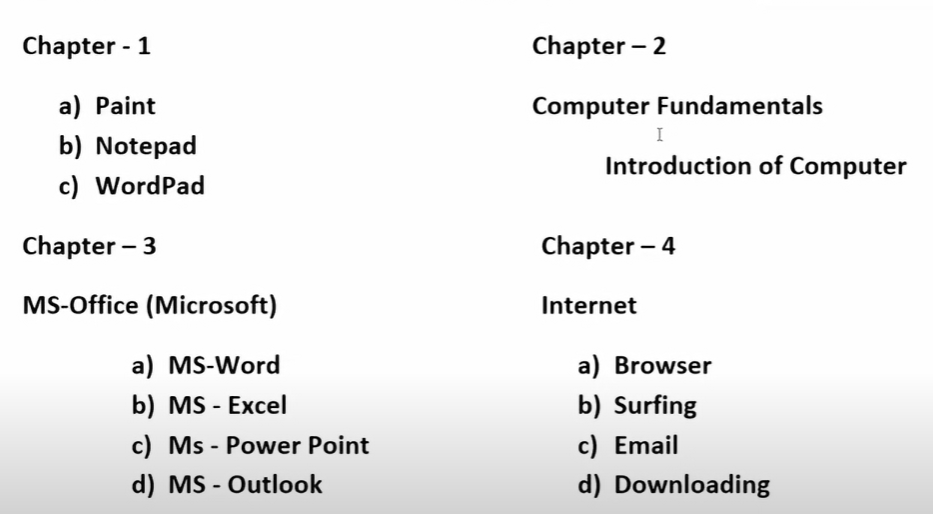 Chapter - 1
a) Paint
b) Notepad
c) WordPad
Chapter – 2
Computer Fundamentals
Introduction of Computer
Chapter – 3
MS-Office (Microsoft)
a) MS-Word
b) MS - Excel
c) Ms - Power Point
d) MS - Outlook
Chapter – 4
Internet
a) Browser
b) Surfing
c) Email
d) Downloading